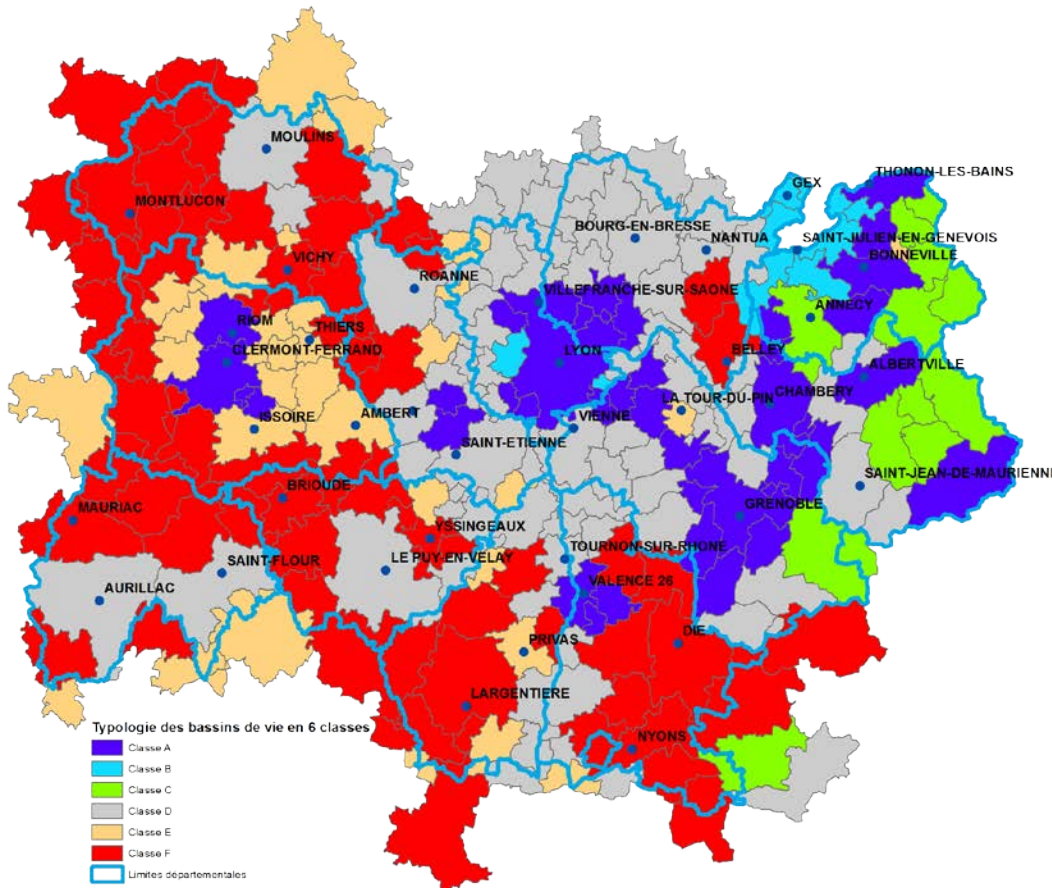 MOULINS
THONON-LES-BAINS
GEX
MONTLUCON
BOURG-EN-BRESSE
NANTUA
SAINT-JULIEN-EN-GENEVOIS
BONNEVILLE
VICHY
ROANNE
VILLEFRANCHE-SUR-SAONE
ANNECY
RIOM
THIERS
CLERMONT-FERRAND
LYON
BELLEY
ALBERTVILLE
CHAMBERY
ISSOIRE
AMBERT
VIENNE
LA TOUR-DU-PIN
SAINT-ETIENNE
SAINT-JEAN-DE-MAURIENNE
BRIOUDE
MAURIAC
GRENOBLE
YSSINGEAUX
SAINT-FLOUR
LE PUY-EN-VELAY
TOURNON-SUR-RHONE
AURILLAC
VALENCE 26
DIE
PRIVAS
LARGENTIERE
NYONS
Typologie des bassins de vie en 6 classes
Classe A
Classe B
Classe C
Classe D
Classe E
Classe F
Limites départementales